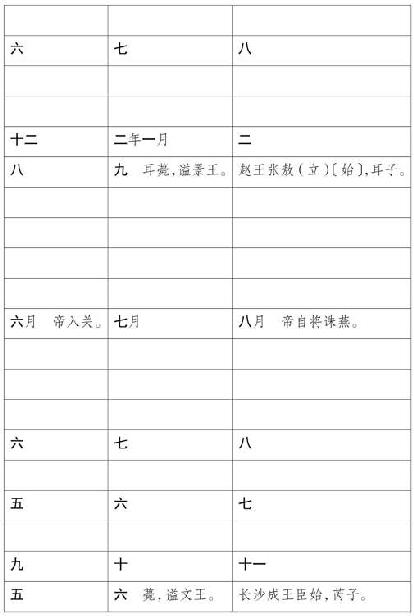 六 七 八
十二 二年一月 二
八 九 耳薨,谥景王。 赵王张敖(立)〔始〕,耳子。
六月 帝入关。 七月 八月 帝自将诛燕。
六 七 八
五 六 七
九 十 十一
五 六 薨,谥文王。 长沙成王臣始,芮子。